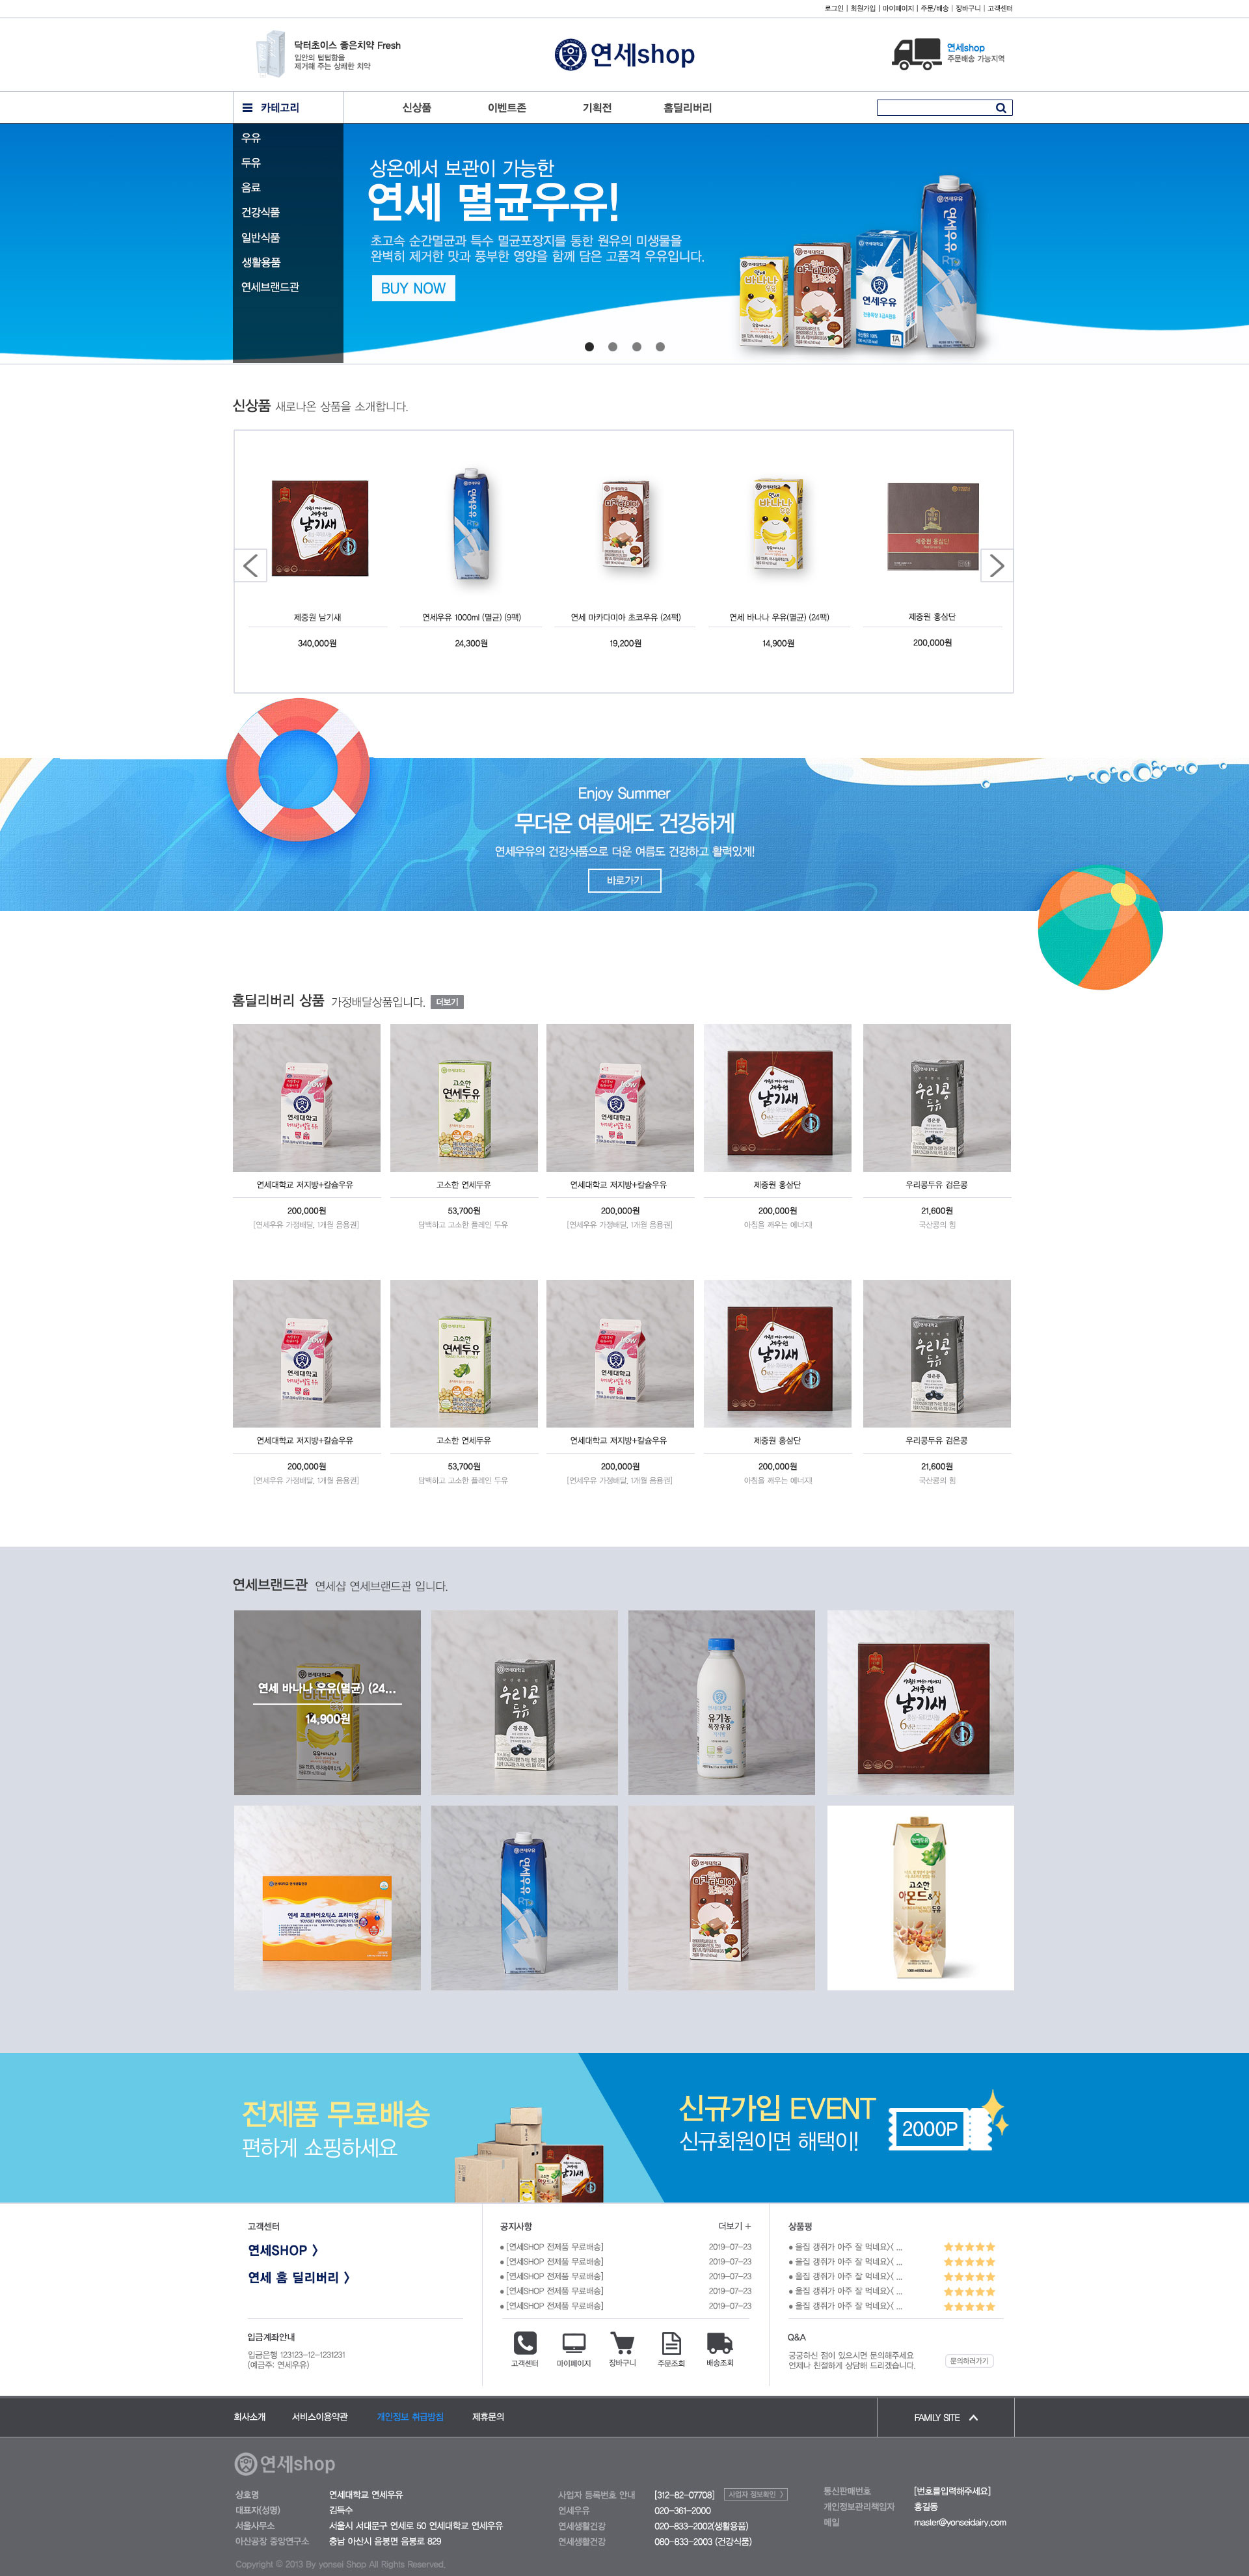 로그인 | 회원가입 | 마이페이지 | 주문/배송 | 장바구니 | 고객센터
닥터초이스 좋은치약 Fresh
입안의 텁텁함을
제거해 주는 상쾌한 치약
연세shop
연세shop
주문배송 가능지역
카테고리
신상품
이벤트존
기획전
홈딜리버리
우유
두유
음료
건강식품
일반식품
생활용품
연세브랜드관
상온에서 보관이 가능한
연세 멸균우유!
초고속 순간멸균과 특수 멸균포장지를 통한 원유의 미생물을
완벽히 제거한 맛과 풍부한 영양을 함께 담은 고품격 우유입니다.
BUY NOW
신상품 새로나온 상품을 소개합니다.
제중원 남기새
연세우유 1000ml (멸균) (9팩)
연세 마카다미아 초코우유 (24팩)
연세 바나나 우유(멸균) (24팩)
제중원 홍삼단
340,000원
24,300원
19,200원
14,900원
200,000원
Enjoy Summer
무더운 여름에도 건강하게
연세우유의 건강식품으로 더운 여름도 건강하고 활력있게!
바로가기
홈딜리버리 상품 가정배달상품입니다. 더보기
연세대학교 저지방+칼슘우유
고소한 연세두유
연세대학교 저지방+칼슘우유
제중원 홍삼단
우리콩두유 검은콩
200,000원
53,700원
200,000원
200,000원
21,600원
[연세우유 가정배달, 1개월 음용권]
담백하고 고소한 플레인 두유
[연세우유 가정배달, 1개월 음용권]
아침을 깨우는 에너지!
국산콩의 힘
연세대학교 저지방+칼슘우유
고소한 연세두유
연세대학교 저지방+칼슘우유
제중원 홍삼단
우리콩두유 검은콩
200,000원
53,700원
200,000원
200,000원
21,600원
[연세우유 가정배달, 1개월 음용권]
담백하고 고소한 플레인 두유
[연세우유 가정배달, 1개월 음용권]
아침을 깨우는 에너지!
국산콩의 힘
연세브랜드관 연세샵 연세브랜드관 입니다.
연세 바나나 우유(멸균) (24...
14,900원
전제품 무료배송
편하게 쇼핑하세요
신규가입 EVENT
신규회원이면 해택이!
2000P
고객센터
연세SHOP >
연세 홈 딜리버리 >
입금계좌안내
입금은행 123123-12-1231231
(예금주: 연세우유)
공지사항
더보기 +
[연세SHOP 전제품 무료배송] 2019-07-23
[연세SHOP 전제품 무료배송] 2019-07-23
[연세SHOP 전제품 무료배송] 2019-07-23
[연세SHOP 전제품 무료배송] 2019-07-23
[연세SHOP 전제품 무료배송] 2019-07-23
고객센터
마이페이지
장바구니
주문조회
배송조회
상품평
울집 갱쥐가 아주 잘 먹네요>< ...
울집 갱쥐가 아주 잘 먹네요>< ...
울집 갱쥐가 아주 잘 먹네요>< ...
울집 갱쥐가 아주 잘 먹네요>< ...
울집 갱쥐가 아주 잘 먹네요>< ...
Q&A
궁금하신 점이 있으시면 문의해주세요
언제나 친절하게 상담해 드리겠습니다.
문의하러가기
회사소개
서비스이용약관
개인정보 취급방침
제휴문의
FAMILY SITE
연세shop
상호명 연세대학교 연세우유
대표자(성명) 김득수
서울사무소 서울시 서대문구 연세로 50 연세대학교 연세우유
아산공장 중앙연구소 충남 아산시 음봉면 음봉로 829
사업자 등록번호 안내 [312-82-07708] 사업자 정보확인 >
연세우유 020-361-2000
연세생활건강 020-833-2002(생활용품)
연세생활건강 080-833-2003 (건강식품)
통신판매번호 [번호를입력해주세요]
개인정보관리책임자 홍길동
메일 master@yonseidairy.com
Copyright © 2013 By yonsei Shop All Rights Reserved.